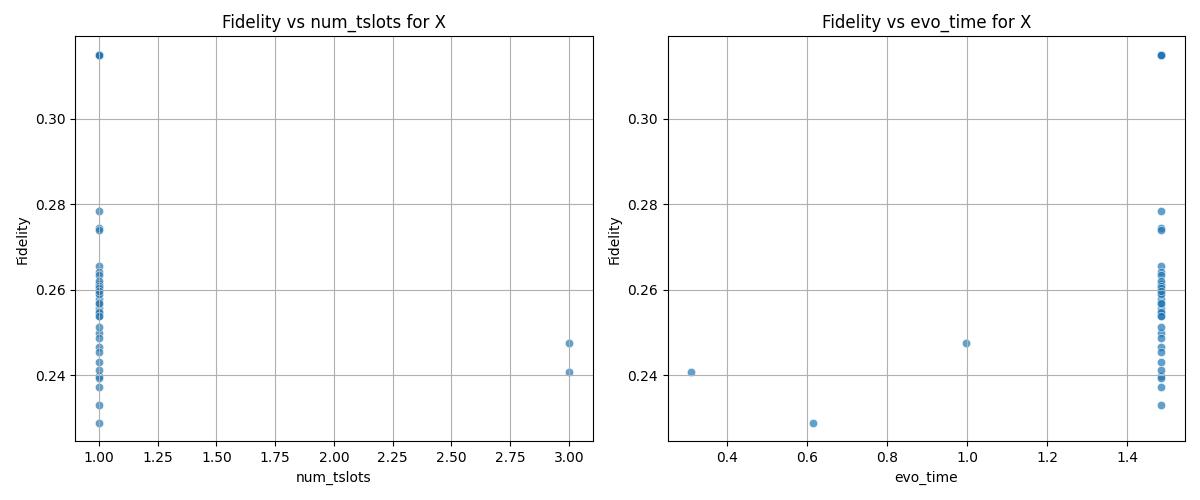 Fidelity vs num_tslots for X
Fidelity
0.30
0.28
0.26
0.24
1.00 1.25 1.50 1.75 2.00 2.25 2.50 2.75 3.00
num_tslots
Fidelity vs evo_time for X
Fidelity
0.30
0.28
0.26
0.24
0.4 0.6 0.8 1.0 1.2 1.4
evo_time